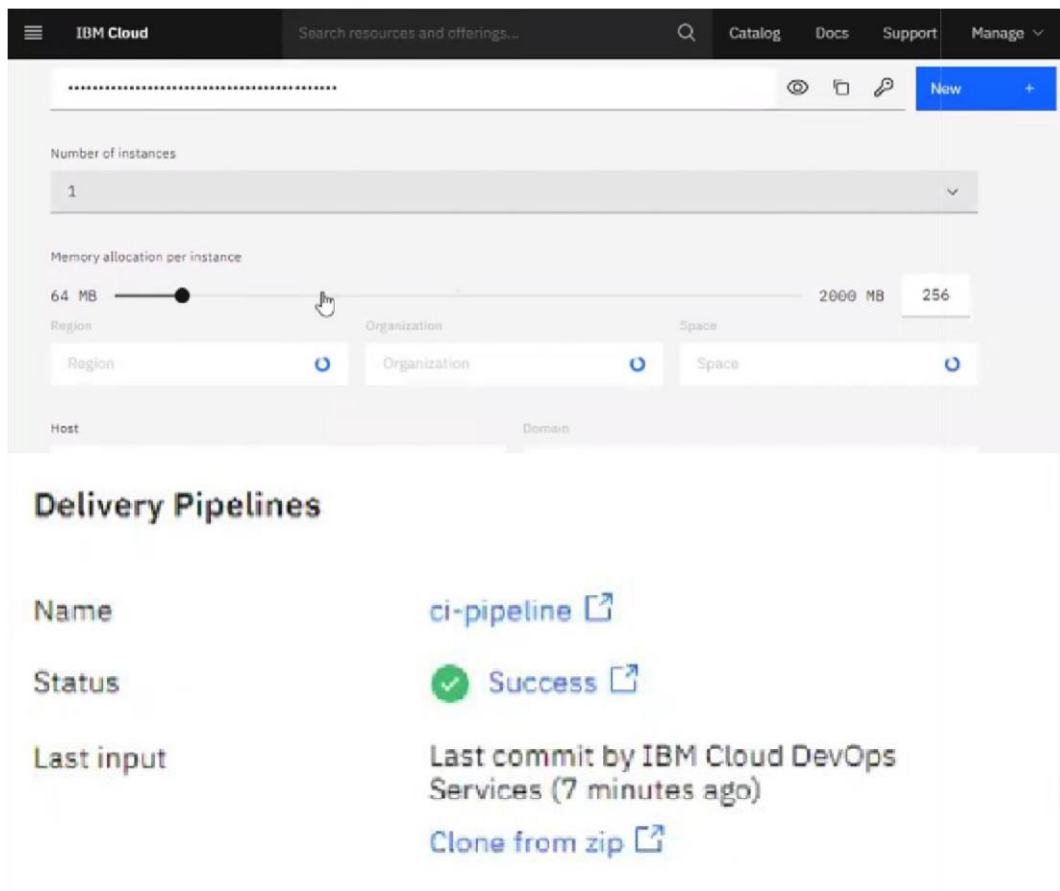 IBM Cloud
Search resources and offerings...
Catalog
Docs
Support
Manage
New +
Number of instances
1
Memory allocation per instance
64 MB
2000 MB
256
Region
Organization
Space
Region
Organization
Space
Host
Domain
Delivery Pipelines
Name
ci-pipeline
Status
Success
Last input
Last commit by IBM Cloud DevOps
Services (7 minutes ago)
Clone from zip